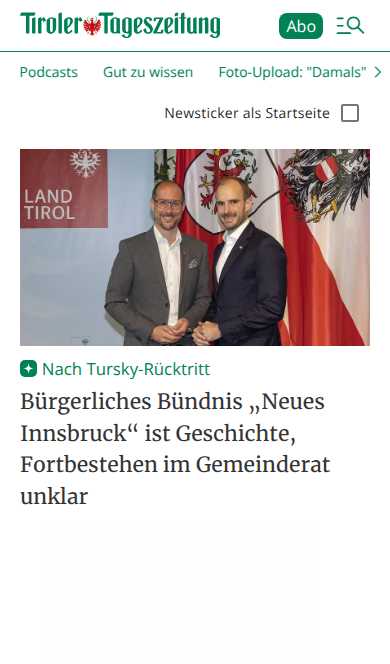 Tiroler Tageszeitung
Abo
Podcasts Gut zu wissen Foto-Upload: "Damals"
Newsticker als Startseite
LAND
TIROL
Nach Tursky-Rücktritt
Bürgerliches Bündnis „Neues
Innsbruck“ ist Geschichte,
Fortbestehen im Gemeinderat
unklar